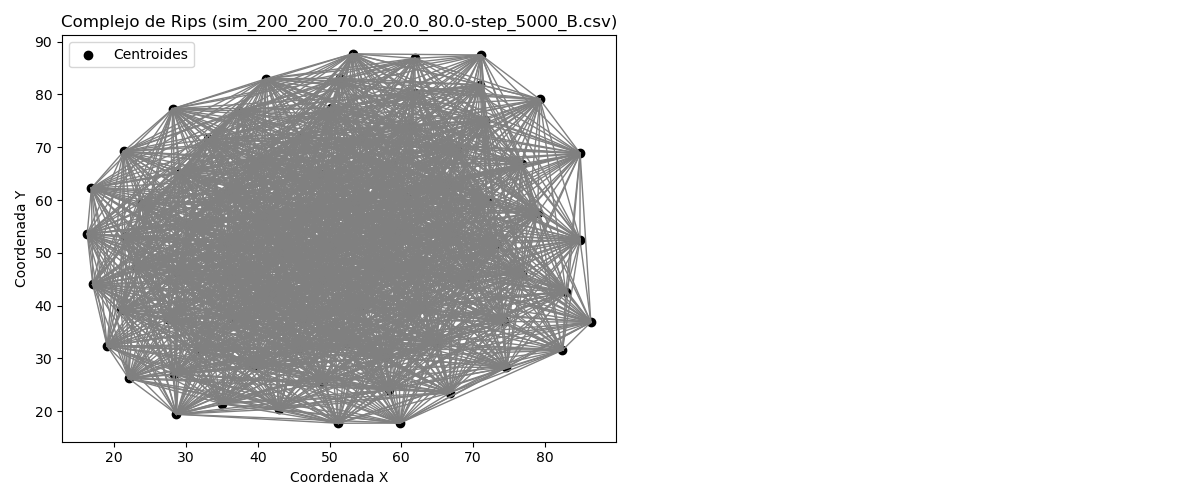 Complejo de Rips (sim_200_200_70.0_20.0_80.0-step_5000_B.csv)
Centroides
Coordenada Y
90
80
70
60
50
40
30
20
20 30 40 50 60 70 80
Coordenada X